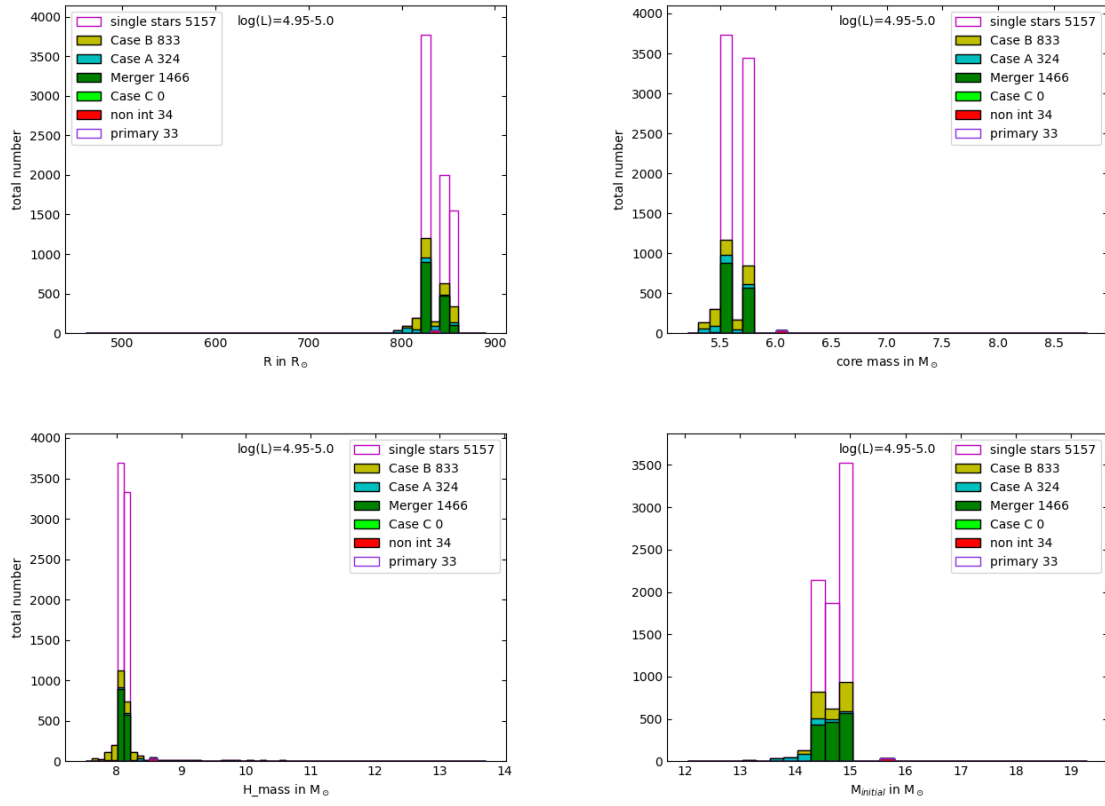 log(L)=4.95-5.0
single stars 5157
Case B 833
Case A 324
Merger 1466
Case C 0
non int 34
primary 33
4000
3500
3000
2500
2000
1500
1000
500
0
total number
500
600
700
800
900
R in R☉
log(L)=4.95-5.0
single stars 5157
Case B 833
Case A 324
Merger 1466
Case C 0
non int 34
primary 33
4000
3500
3000
2500
2000
1500
1000
500
0
total number
5.5
6.0
6.5
7.0
7.5
8.0
8.5
core mass in M☉
log(L)=4.95-5.0
single stars 5157
Case B 833
Case A 324
Merger 1466
Case C 0
non int 34
primary 33
4000
3500
3000
2500
2000
1500
1000
500
0
total number
8
9
10
11
12
13
14
H_mass in M☉
log(L)=4.95-5.0
single stars 5157
Case B 833
Case A 324
Merger 1466
Case C 0
non int 34
primary 33
3500
3000
2500
2000
1500
1000
500
0
12
13
14
15
16
17
18
19
M_initial in M☉